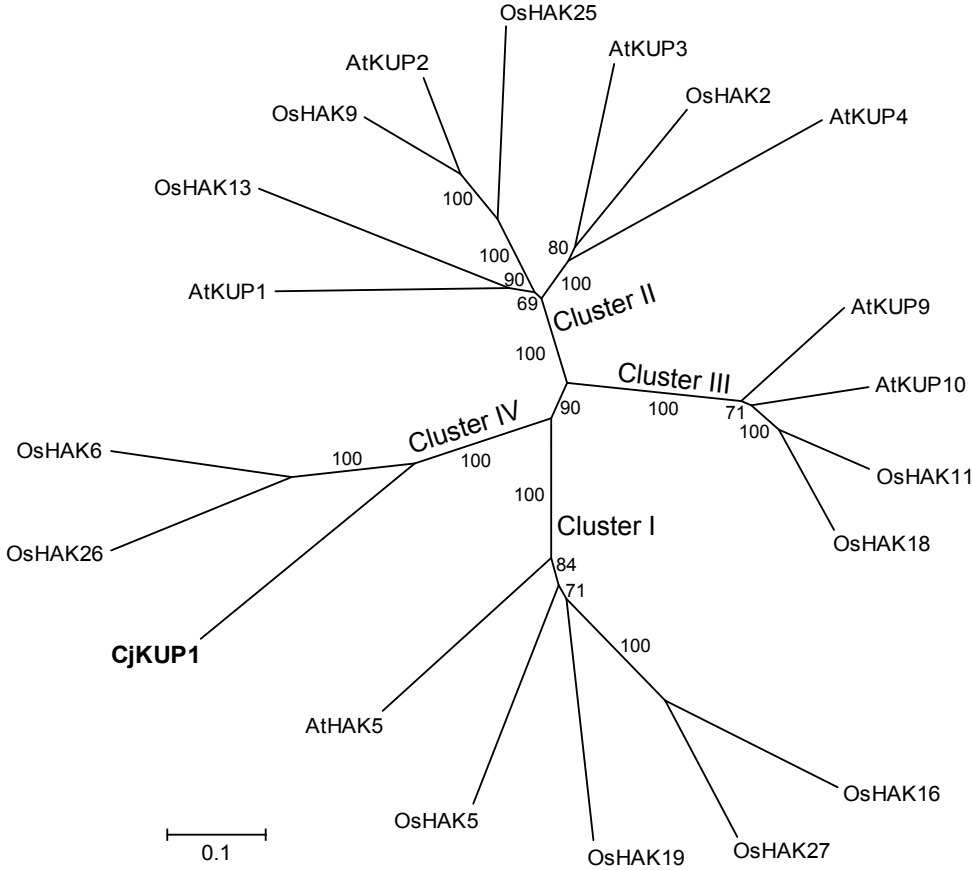 OsHAK25
AtKUP3
AtKUP2
OsHAK2
OsHAK9
AtKUP4
OsHAK13
100
100
80
90
100
AtKUP1
69
Cluster II
AtKUP9
100
Cluster III
AtKUP10
90
100
71
Cluster IV
100
OsHAK6
100
100
OsHAK11
100
Cluster I
OsHAK18
OsHAK26
84
71
CjKUP1
100
AtHAK5
OsHAK16
OsHAK5
OsHAK27
OsHAK19
0.1